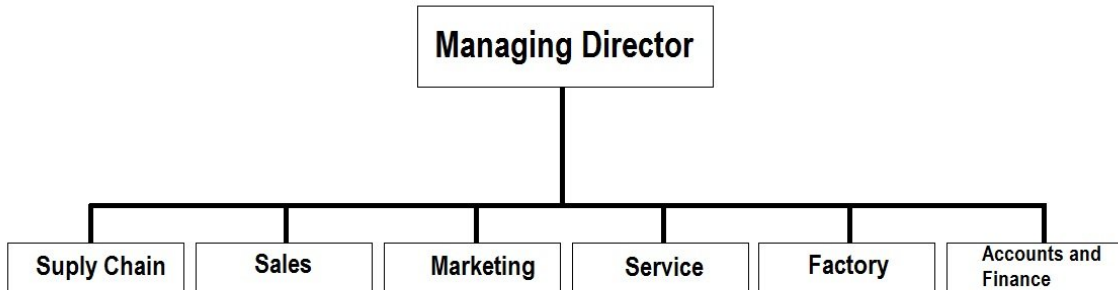 Managing Director
Suply Chain
Sales
Marketing
Service
Factory
Accounts and
Finance